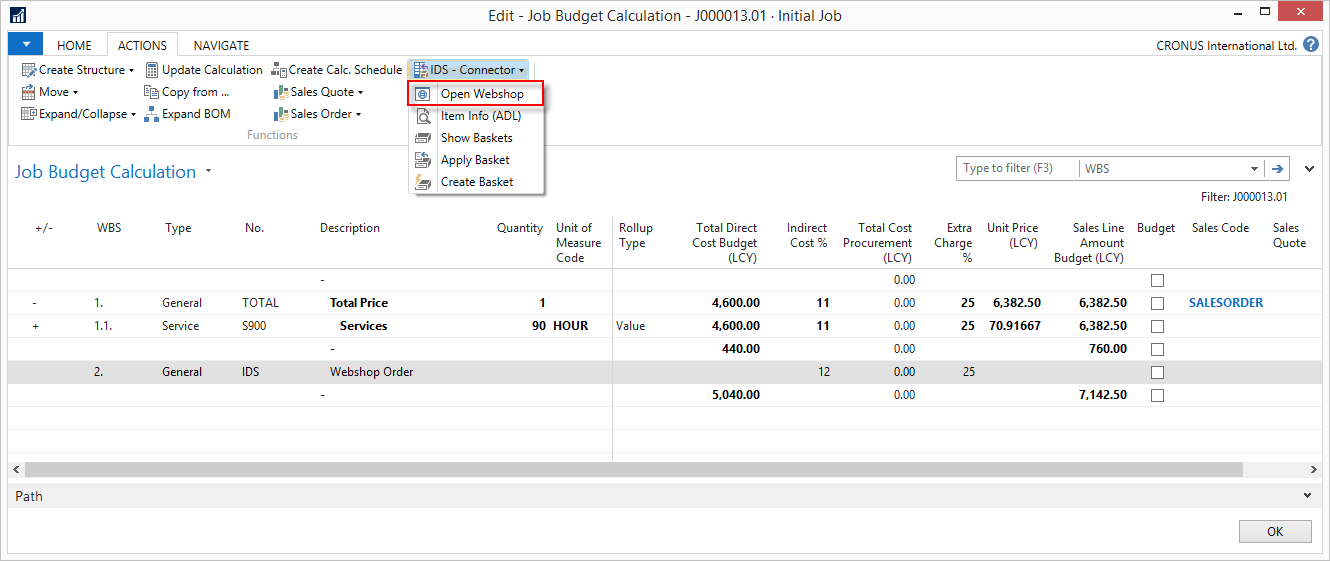 Edit - Job Budget Calculation - J000013.01 · Initial Job
HOME ACTIONS NAVIGATE CRONUS International Ltd. ?
Create Structure Update Calculation Create Calc. Schedule IDS - Connector
Move Copy from ... Sales Quote Open Webshop
Expand/Collapse Expand BOM Sales Order Item Info (ADL)
Functions Show Baskets
Apply Basket
Create Basket
Job Budget Calculation Type to filter (F3) WBS
Filter: J000013.01
+/- WBS Type No. Description Quantity Unit of Measure Code Rollup Type Total Direct Cost Budget (LCY) Indirect Cost % Total Cost Procurement (LCY) Extra Charge % Unit Price (LCY) Sales Line Amount Budget (LCY) Budget Sales Code Sales Quote
- 0.00
- 1. General TOTAL Total Price 1 4,600.00 11 0.00 25 6,382.50 6,382.50 SALESORDER
+ 1.1. Service S900 Services 90 HOUR Value 4,600.00 11 0.00 25 70.91667 6,382.50
- 440.00 0.00 760.00
2. General IDS Webshop Order 12 0.00 25
- 5,040.00 0.00 7,142.50
Path
OK